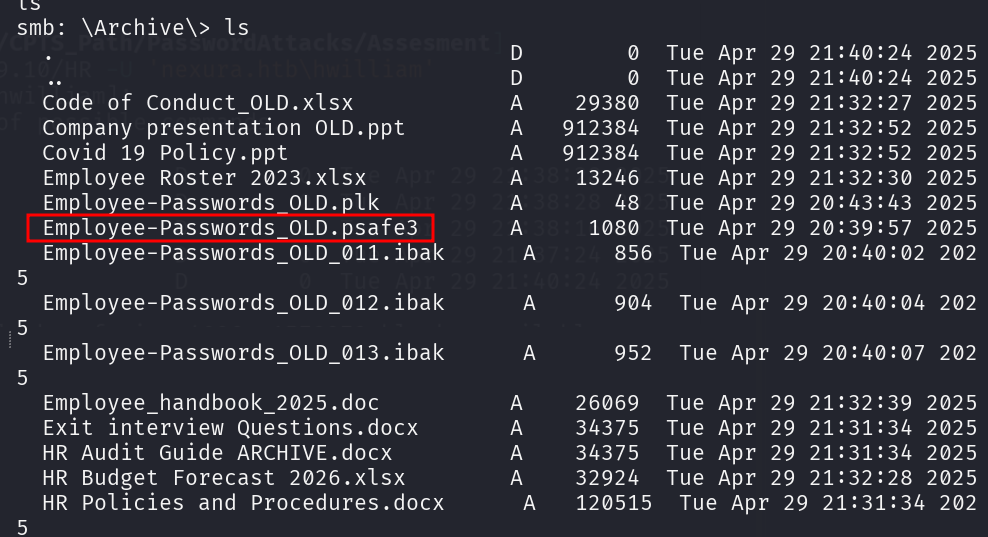 ls
smb: \Archive\> ls
. D 0 Tue Apr 29 21:40:24 2025
.. D 0 Tue Apr 29 21:40:24 2025
Code of Conduct_OLD.xlsx A 29380 Tue Apr 29 21:32:27 2025
Company presentation OLD.ppt A 912384 Tue Apr 29 21:32:52 2025
Covid 19 Policy.ppt A 912384 Tue Apr 29 21:32:52 2025
Employee Roster 2023.xlsx A 13246 Tue Apr 29 21:32:30 2025
Employee-Passwords_OLD.plk A 48 Tue Apr 29 20:43:43 2025
Employee-Passwords_OLD.psafe3 A 1080 Tue Apr 29 20:39:57 2025
Employee-Passwords_OLD_011.ibak A 856 Tue Apr 29 20:40:02 202
5
Employee-Passwords_OLD_012.ibak A 904 Tue Apr 29 20:40:04 202
5
Employee-Passwords_OLD_013.ibak A 952 Tue Apr 29 20:40:07 202
5
Employee_handbook_2025.doc A 26069 Tue Apr 29 21:32:39 2025
Exit interview Questions.docx A 34375 Tue Apr 29 21:31:34 2025
HR Audit Guide ARCHIVE.docx A 34375 Tue Apr 29 21:31:34 2025
HR Budget Forecast 2026.xlsx A 32924 Tue Apr 29 21:32:28 2025
HR Policies and Procedures.docx A 120515 Tue Apr 29 21:31:34 202
5